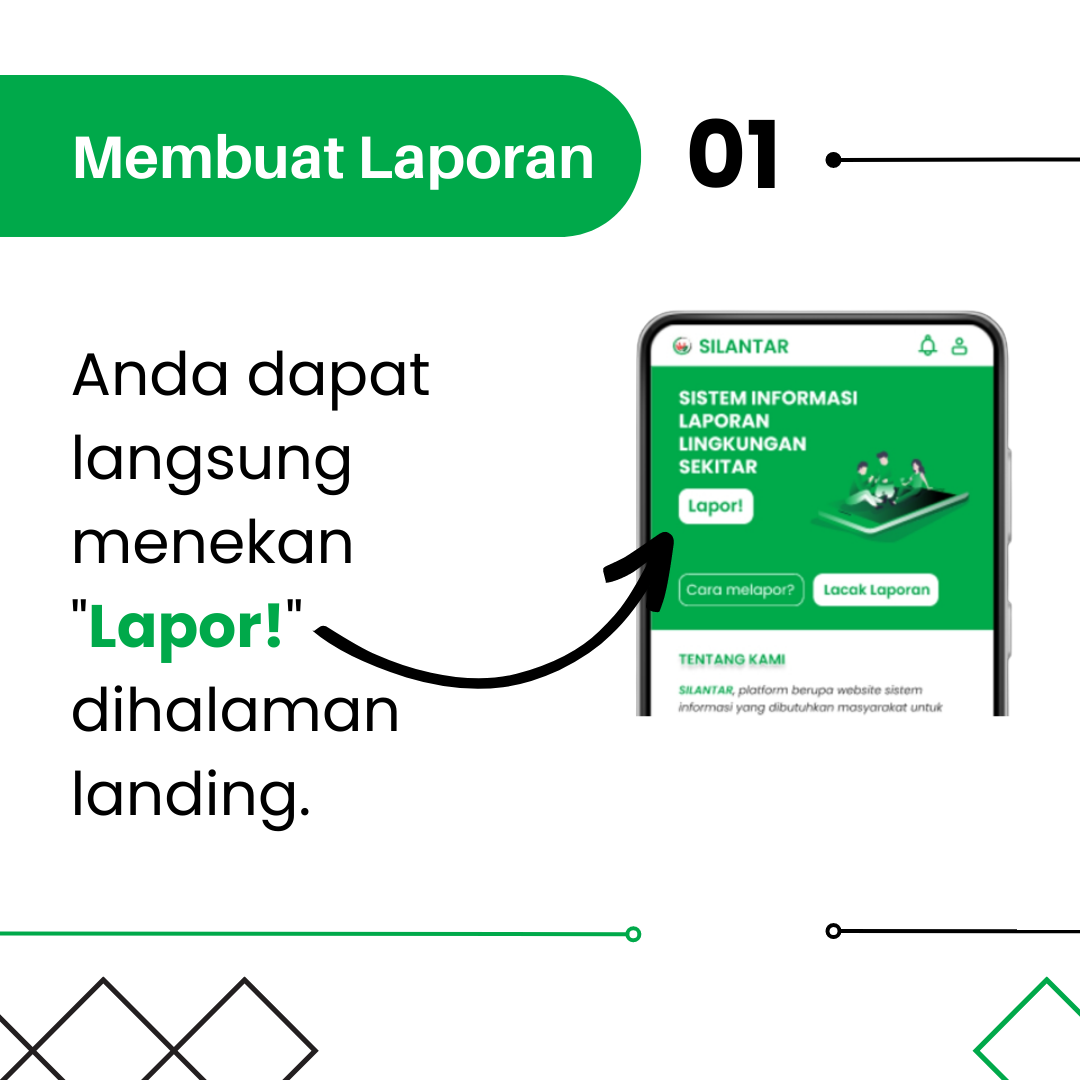 Membuat Laporan
01
Anda dapat
langsung
menekan
"Lapor!"
dihalaman
landing.
SILANTAR
SISTEM INFORMASI
LAPORAN
LINGKUNGAN
SEKITAR
Lapor!
Cara melapor?
Lacak Laporan
TENTANG KAMI
SILANTAR, platform berupa website sistem
informasi yang dibutuhkan masyarakat untuk